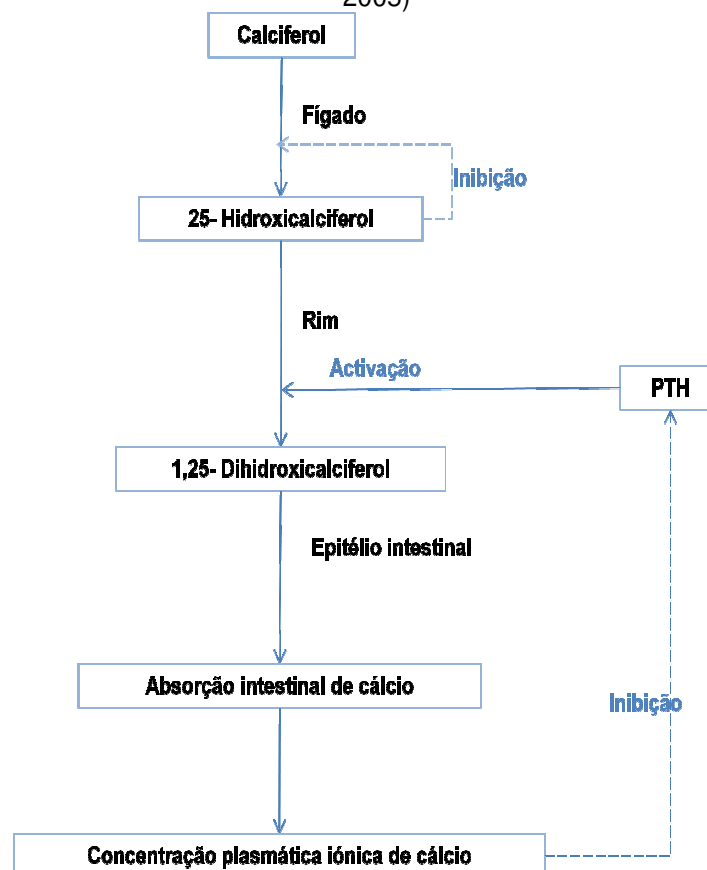 2005)
Calciferol
Fígado
Inibição
25- Hidroxicalciferol
Rim
Activação
PTH
1,25- Dihidroxicalciferol
Epitélio intestinal
Absorção intestinal de cálcio
Inibição
Concentração plasmática iónica de cálcio